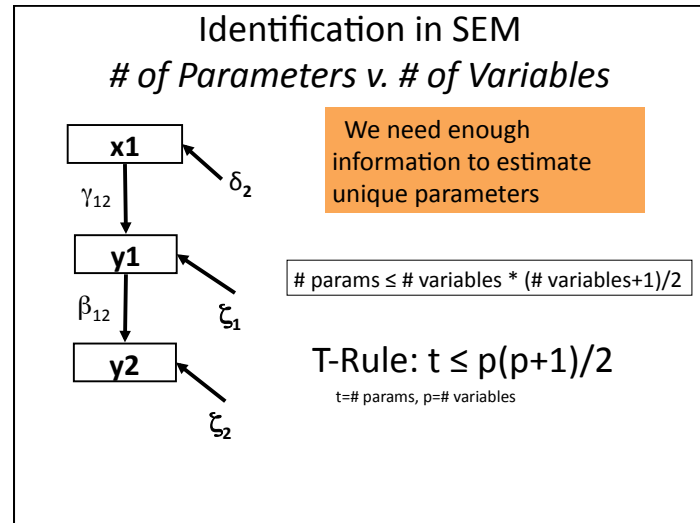 Identification in SEM
# of Parameters v. # of Variables
x1
We need enough
information to estimate
unique parameters
δ2
γ12
y1
# params ≤ # variables * (# variables+1)/2
β12
ζ1
y2
T-Rule: t ≤ p(p+1)/2
t=# params, p=# variables
ζ2